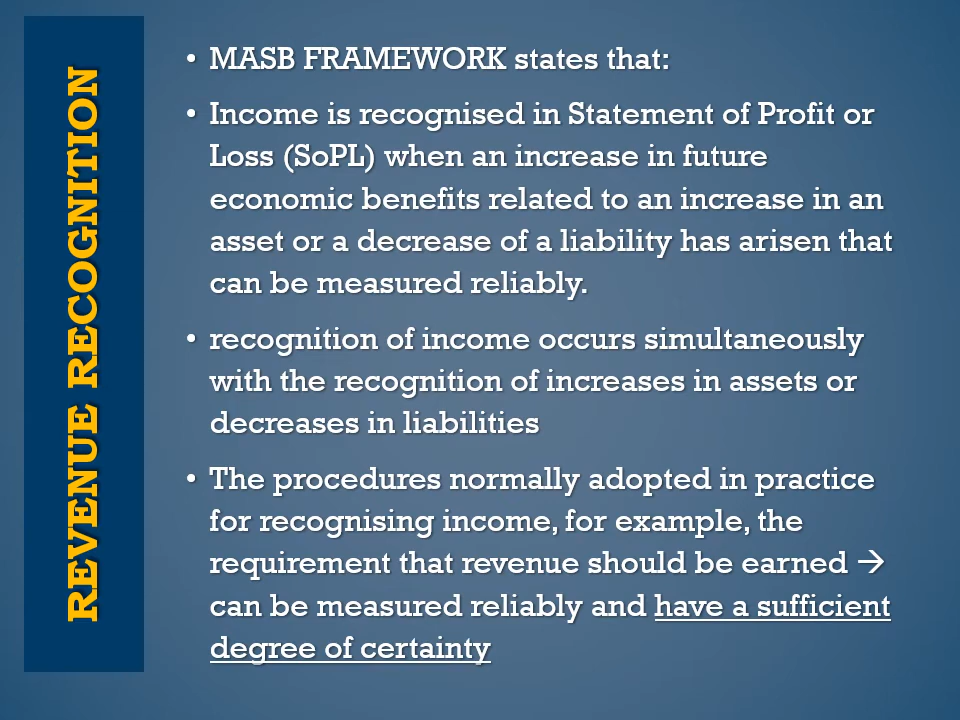 REVENUE RECOGNITION
• MASB FRAMEWORK states that:
• Income is recognised in Statement of Profit or
Loss (SoPL) when an increase in future
economic benefits related to an increase in an
asset or a decrease of a liability has arisen that
can be measured reliably.
• recognition of income occurs simultaneously
with the recognition of increases in assets or
decreases in liabilities
• The procedures normally adopted in practice
for recognising income, for example, the
requirement that revenue should be earned →
can be measured reliably and have a sufficient
degree of certainty